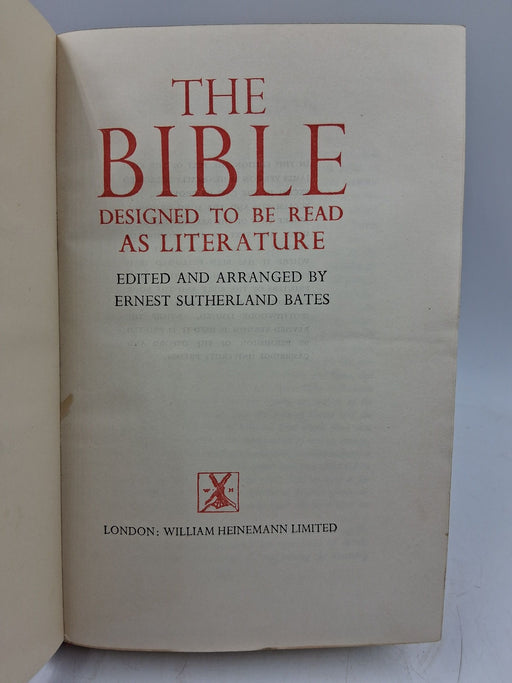 THE
BIBLE
DESIGNED TO BE READ
AS LITERATURE
EDITED AND ARRANGED BY
ERNEST SUTHERLAND BATES
W H
LONDON: WILLIAM HEINEMANN LIMITED